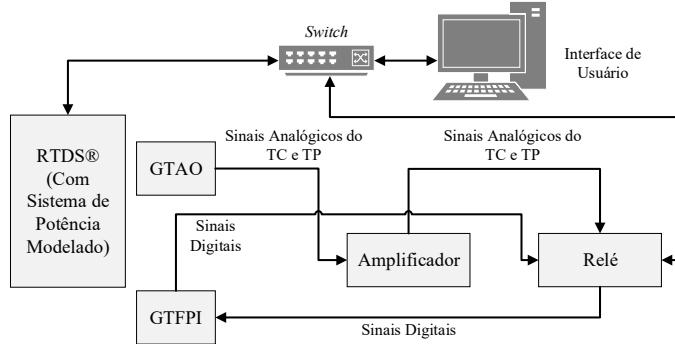 Switch
Interface de
Usuário
RTDS®
(Com
Sistema de
Potência
Modelado)
GTAO
Sinais Analógicos do
TC e TP
Sinais Analógicos do
TC e TP
Sinais
Digitais
Amplificador
Relé
GTFPI
Sinais Digitais